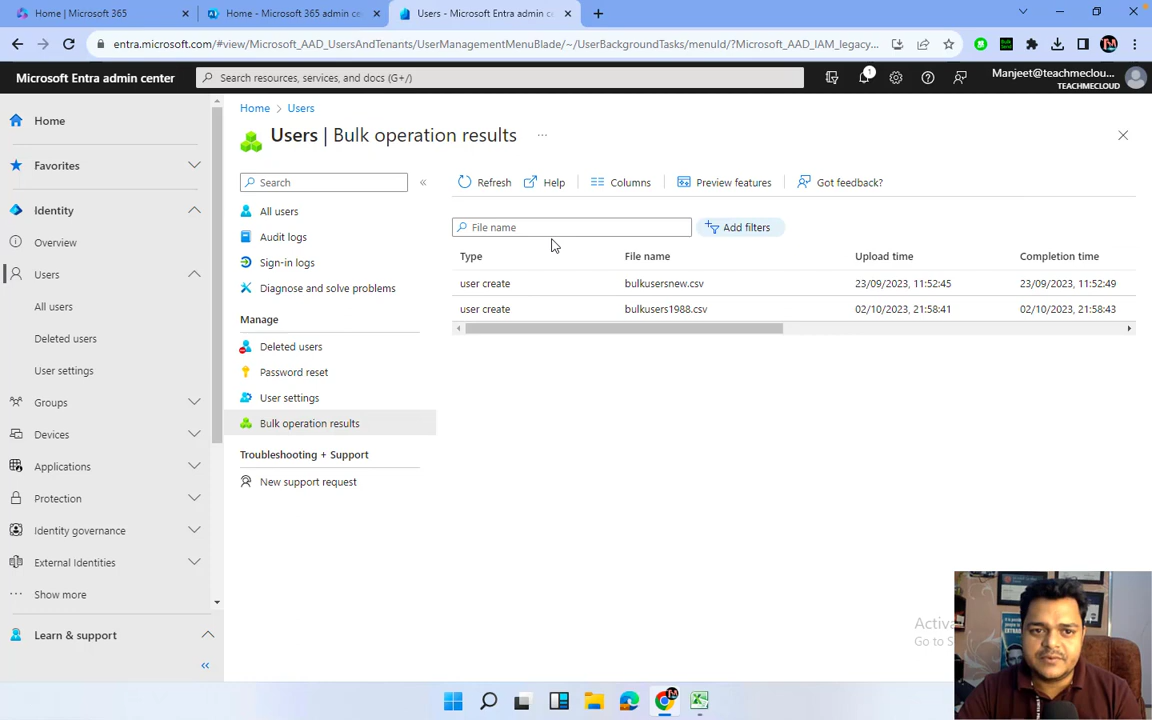 Home | Microsoft 365
Home - Microsoft 365 admin cen
Users - Microsoft Entra admin cen
entra.microsoft.com/#view/Microsoft_AAD_UsersAndTenants/UserManagementMenuBlade/~/UserBackgroundTasks/menuId/?Microsoft_AAD_IAM_legacy...
Microsoft Entra admin center
Search resources, services, and docs (G+/)
1
Manjeet@teachmeclou...
TEACHMECLOUD
Home
Favorites
Identity
Overview
Users
All users
Deleted users
User settings
Groups
Devices
Applications
Protection
Identity governance
External Identities
Show more
Learn & support
Home > Users
Users | Bulk operation results
Search
All users
Audit logs
Sign-in logs
Diagnose and solve problems
Manage
Deleted users
Password reset
User settings
Bulk operation results
Troubleshooting + Support
New support request
Refresh
Help
Columns
Preview features
Got feedback?
File name
Add filters
Type File name Upload time Completion time
user create bulkusersnew.csv 23/09/2023, 11:52:45 23/09/2023, 11:52:49
user create bulkusers1988.csv 02/10/2023, 21:58:41 02/10/2023, 21:58:43
Activa
Go to S